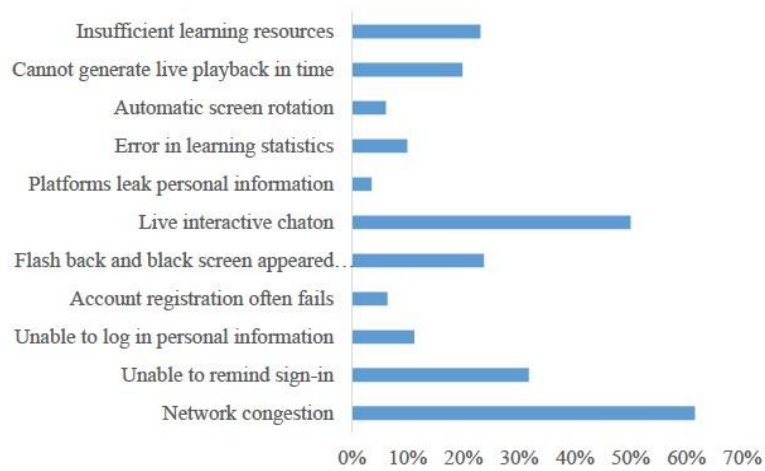 Insufficient learning resources
Cannot generate live playback in time
Automatic screen rotation
Error in learning statistics
Platforms leak personal information
Live interactive chaton
Flash back and black screen appeared…
Account registration often fails
Unable to log in personal information
Unable to remind sign-in
Network congestion
0% 10% 20% 30% 40% 50% 60% 70%